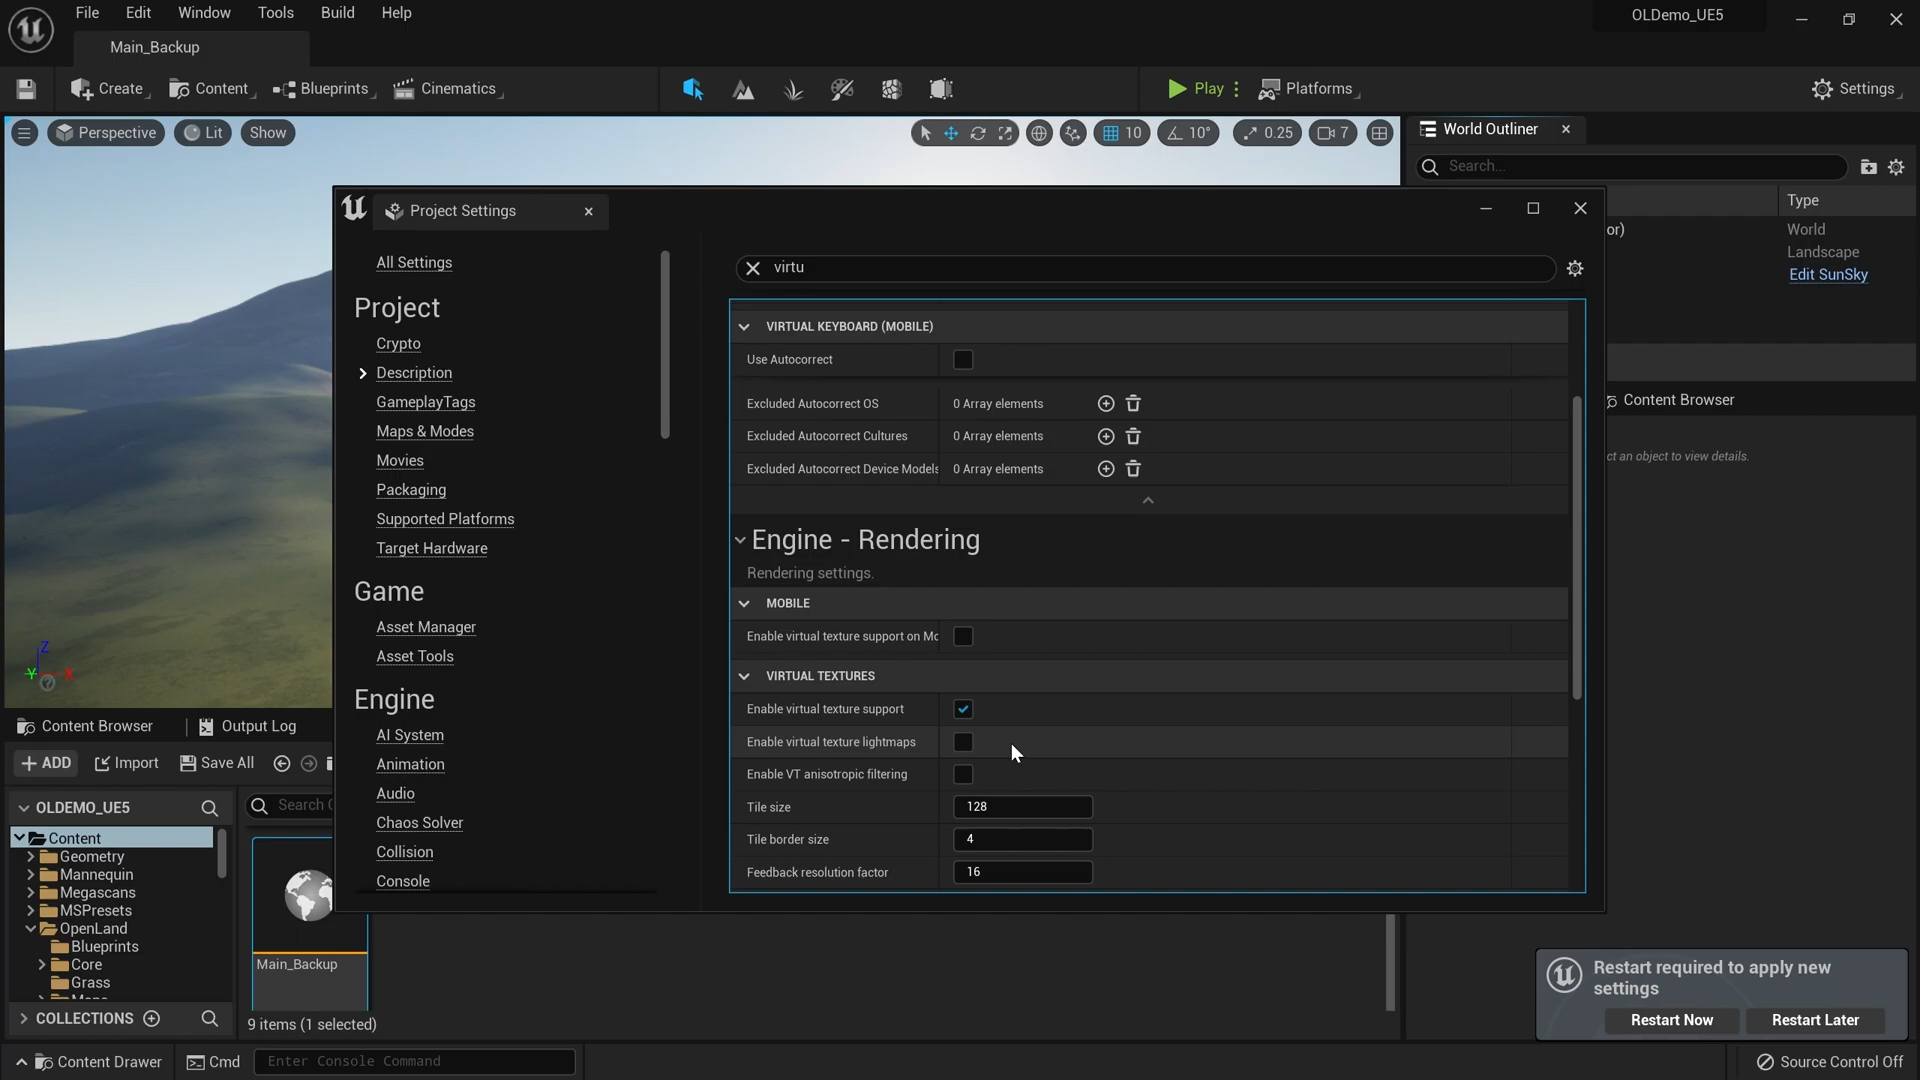 File Edit Window Tools Build Help
OLDemo_UE5
Main_Backup
Create Content Blueprints Cinematics Play Platforms Settings
Perspective Lit Show 10 10° 0.25 7
World Outliner
Search...
Type
or) World
Landscape
Edit SunSky
Project Settings
All Settings
Project
Crypto
Description
GameplayTags
Maps & Modes
Movies
Packaging
Supported Platforms
Target Hardware
Game
Asset Manager
Asset Tools
Engine
AI System
Animation
Audio
Chaos Solver
Collision
Console
virtu
VIRTUAL KEYBOARD (MOBILE)
Use Autocorrect
Excluded Autocorrect OS 0 Array elements
Excluded Autocorrect Cultures 0 Array elements
Excluded Autocorrect Device Models 0 Array elements
Engine - Rendering
Rendering settings.
MOBILE
Enable virtual texture support on Mo
VIRTUAL TEXTURES
Enable virtual texture support
Enable virtual texture lightmaps
Enable VT anisotropic filtering
Tile size 128
Tile border size 4
Feedback resolution factor 16
Content Browser
ct an object to view details.
Z
Y X
Content Browser Output Log
ADD Import Save All
OLDEMO_UE5
Search
Content
Geometry
Mannequin
Megascans
MSPresets
OpenLand
Blueprints
Core
Grass
Main_Backup
COLLECTIONS
9 items (1 selected)
Restart required to apply new
settings
Restart Now Restart Later
Content Drawer Cmd Enter Console Command Source Control Off